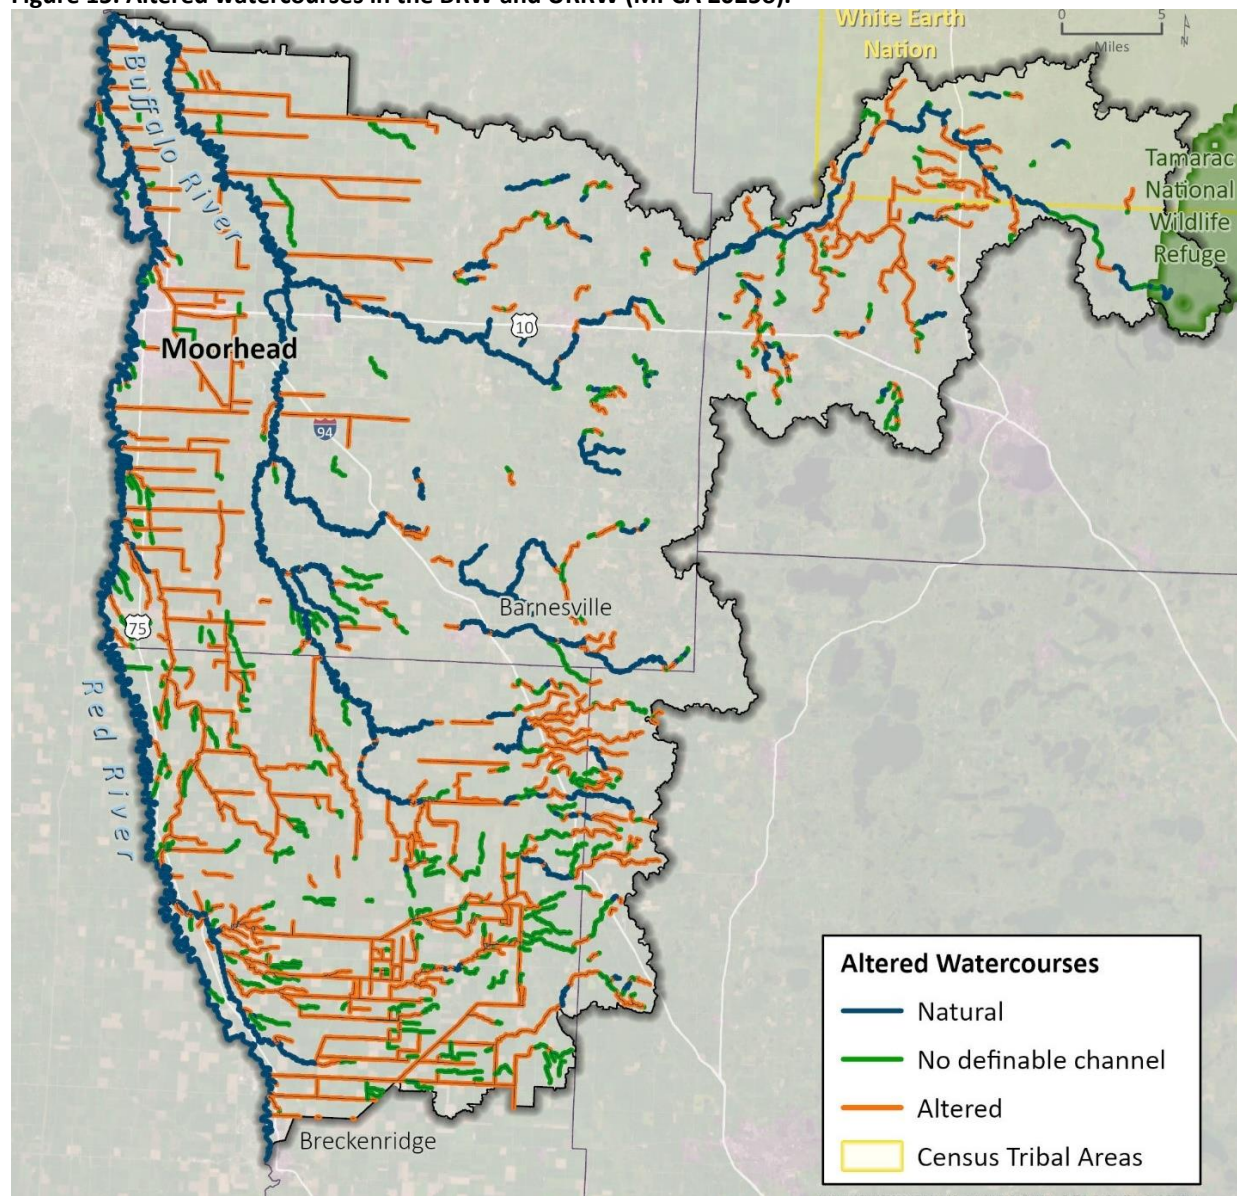 Figure 15. Altered watercourses in the BRW and URRW (MPCA 2023c).
White Earth
Nation
0 5
Miles
N
Buffalo River
Tamarac
National
Wildlife
Refuge
10
Moorhead
94
Barnesville
75
Red River
Breckenridge
Altered Watercourses
Natural
No definable channel
Altered
Census Tribal Areas